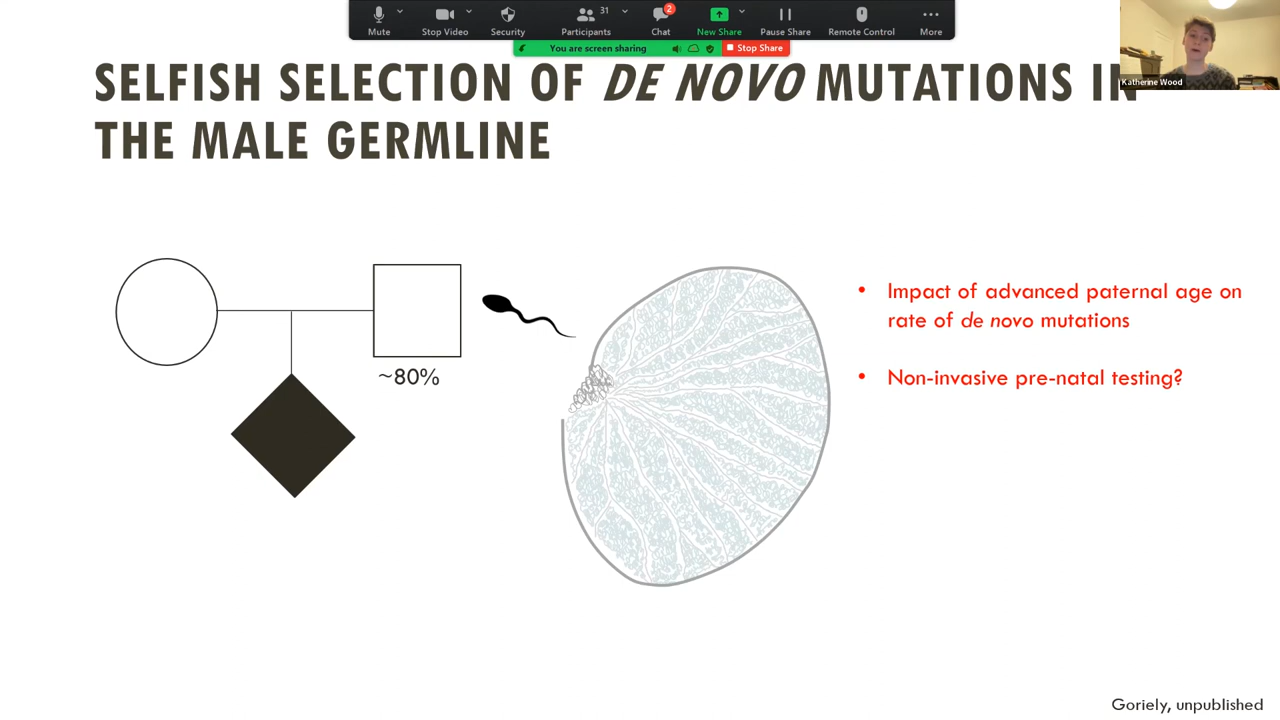 Mute
Stop Video
Security
31
Participants
2
Chat
New Share
Pause Share
Remote Control
More
You are screen sharing
Stop Share
Katherine Wood
SELFISH SELECTION OF DE NOVO MUTATIONS IN
THE MALE GERMLINE
~80%
• Impact of advanced paternal age on
rate of de novo mutations
• Non-invasive pre-natal testing?
Goriely, unpublished